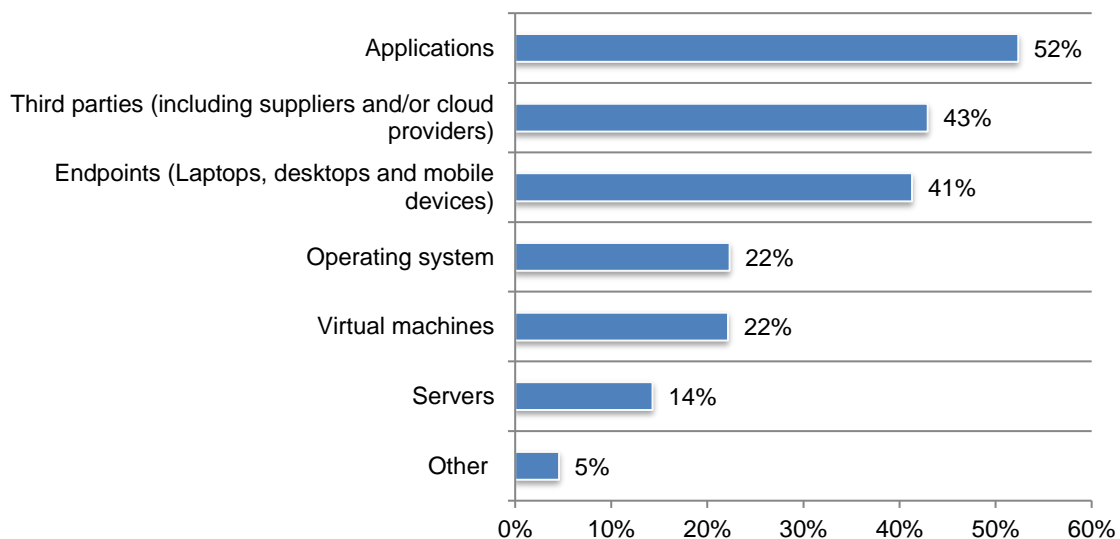 Applications
52%
Third parties (including suppliers and/or cloud
providers)
43%
Endpoints (Laptops, desktops and mobile
devices)
41%
Operating system
22%
Virtual machines
22%
Servers
14%
Other
5%
0% 10% 20% 30% 40% 50% 60%